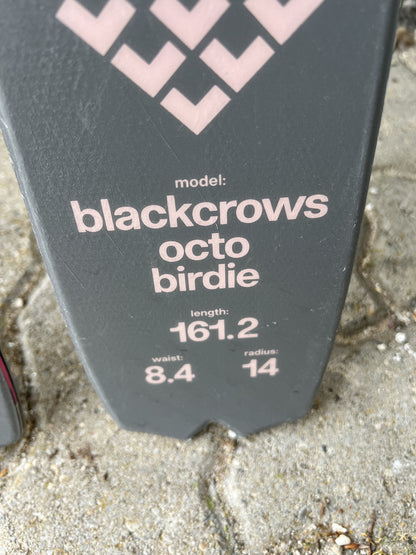 model:
blackcrows
octo
birdie
length:
161.2
waist: radius:
8.4 14